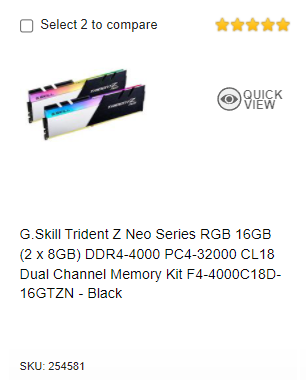 Select 2 to compare
QUICK
VIEW
G.Skill Trident Z Neo Series RGB 16GB
(2 x 8GB) DDR4-4000 PC4-32000 CL18
Dual Channel Memory Kit F4-4000C18D-
16GTZN - Black
SKU: 254581